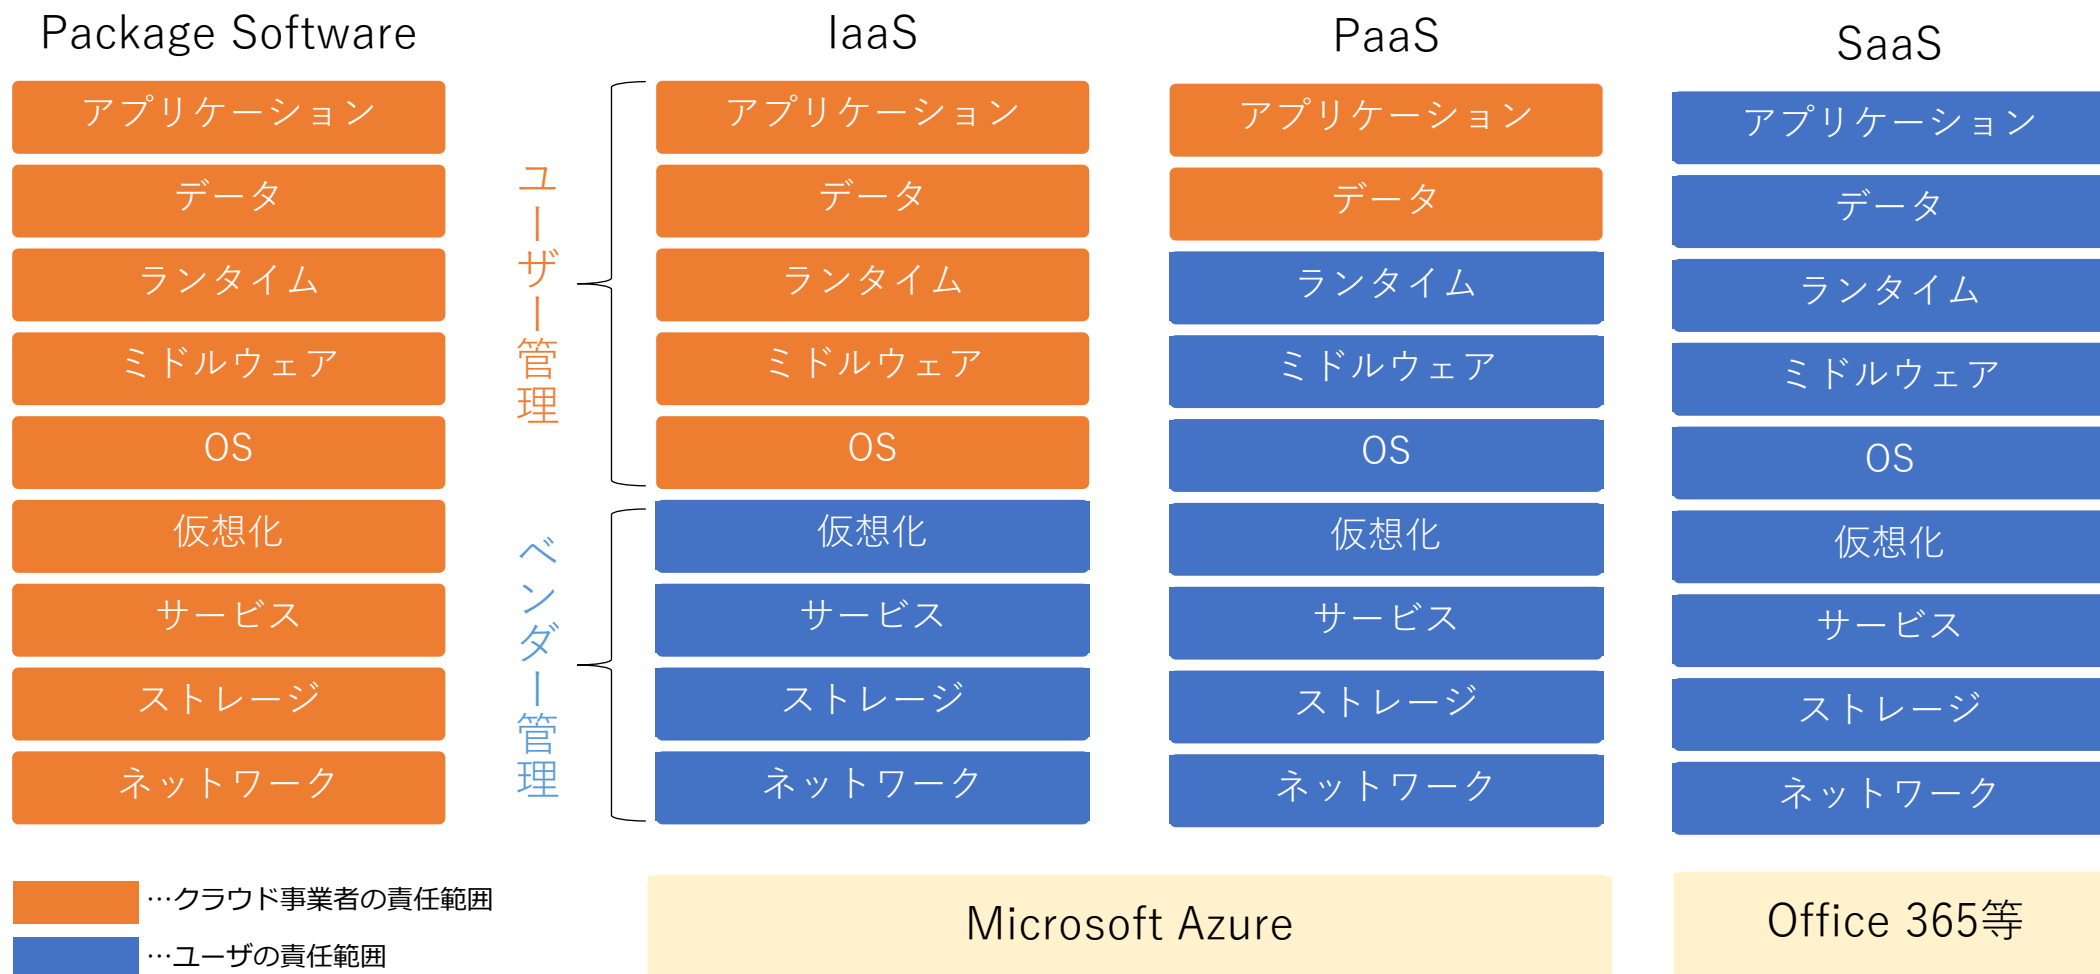 Package Software
アプリケーション
データ
ランタイム
ミドルウェア
OS
仮想化
サービス
ストレージ
ネットワーク
ユーザー管理
ベンダー管理
IaaS
アプリケーション
データ
ランタイム
ミドルウェア
OS
仮想化
サービス
ストレージ
ネットワーク
PaaS
アプリケーション
データ
ランタイム
ミドルウェア
OS
仮想化
サービス
ストレージ
ネットワーク
SaaS
アプリケーション
データ
ランタイム
ミドルウェア
OS
仮想化
サービス
ストレージ
ネットワーク
…クラウド事業者の責任範囲
…ユーザの責任範囲
Microsoft Azure
Office 365等